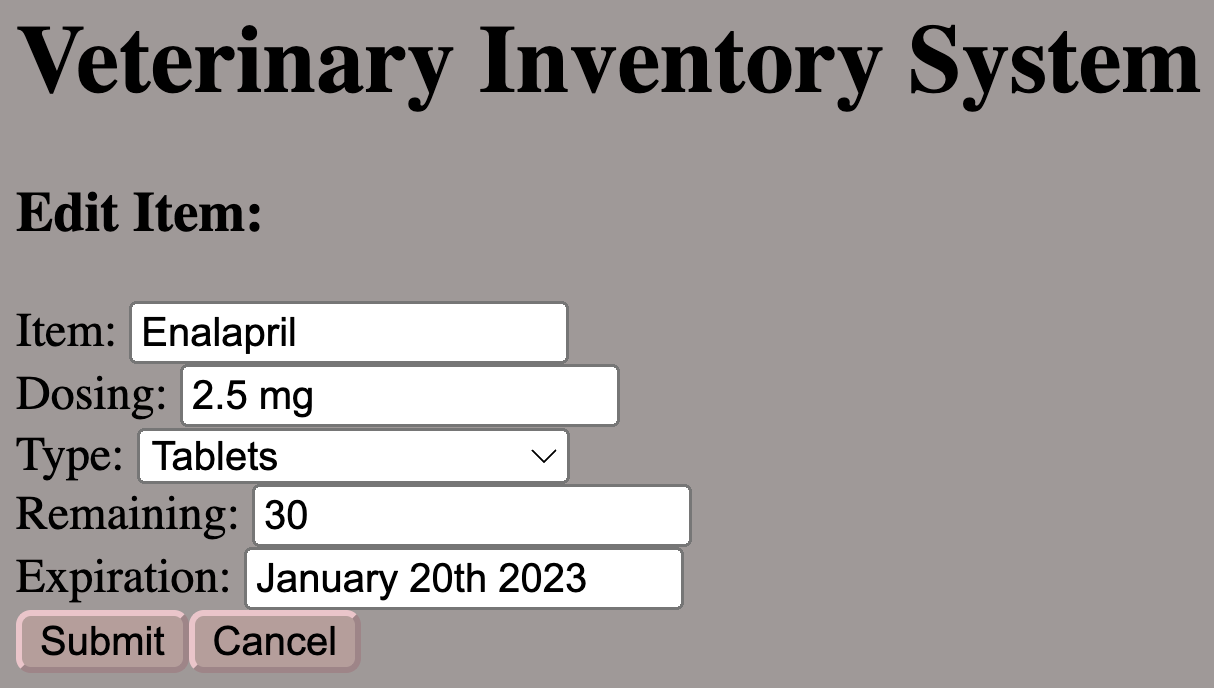 Veterinary Inventory System
Edit Item:
Item: Enalapril
Dosing: 2.5 mg
Type: Tablets
Remaining: 30
Expiration: January 20th 2023
Submit Cancel